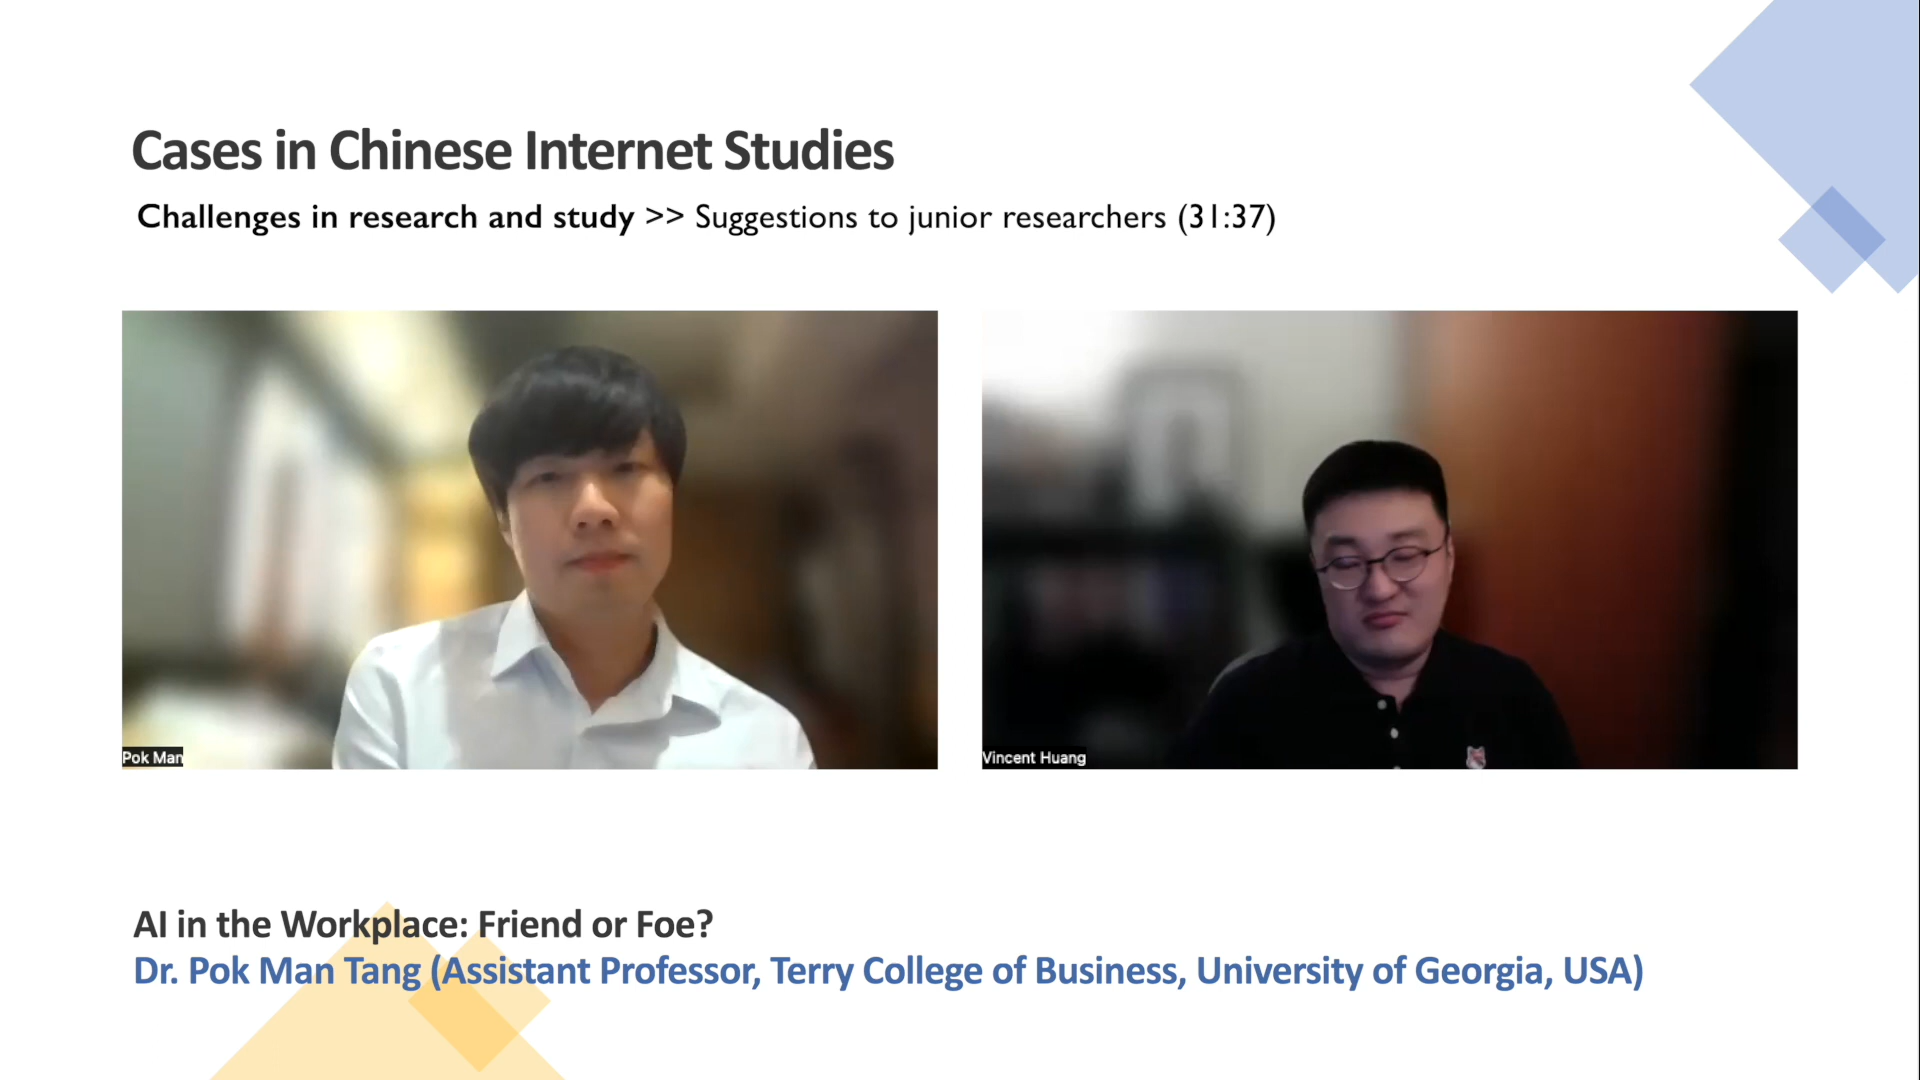 Cases in Chinese Internet Studies
Challenges in research and study >> Suggestions to junior researchers (31:37)
Pok Man
Vincent Huang
AI in the Workplace: Friend or Foe?
Dr. Pok Man Tang (Assistant Professor, Terry College of Business, University of Georgia, USA)